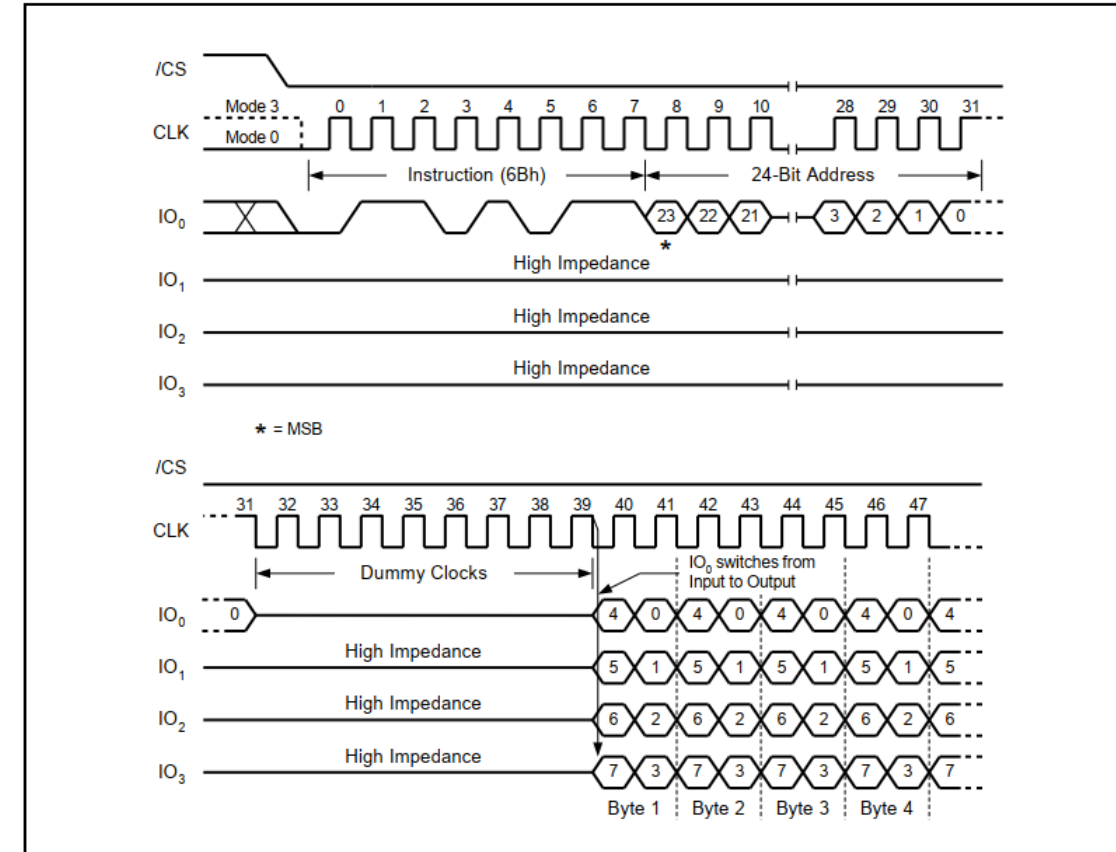 /CS
Mode 3 0 1 2 3 4 5 6 7 8 9 10 28 29 30 31
CLK Mode 0
Instruction (6Bh) 24-Bit Address
IO0 23 22 21 3 2 1 0
*
High Impedance
IO1
High Impedance
IO2
High Impedance
IO3
* = MSB
/CS
31 32 33 34 35 36 37 38 39 40 41 42 43 44 45 46 47
CLK
Dummy Clocks
IO0 switches from
Input to Output
IO0 0 4 0 4 0 4 0 4 0 4
High Impedance
IO1 5 1 5 1 5 1 5 1 5
High Impedance
IO2 6 2 6 2 6 2 6 2 6
High Impedance
IO3 7 3 7 3 7 3 7 3 7
Byte 1 Byte 2 Byte 3 Byte 4